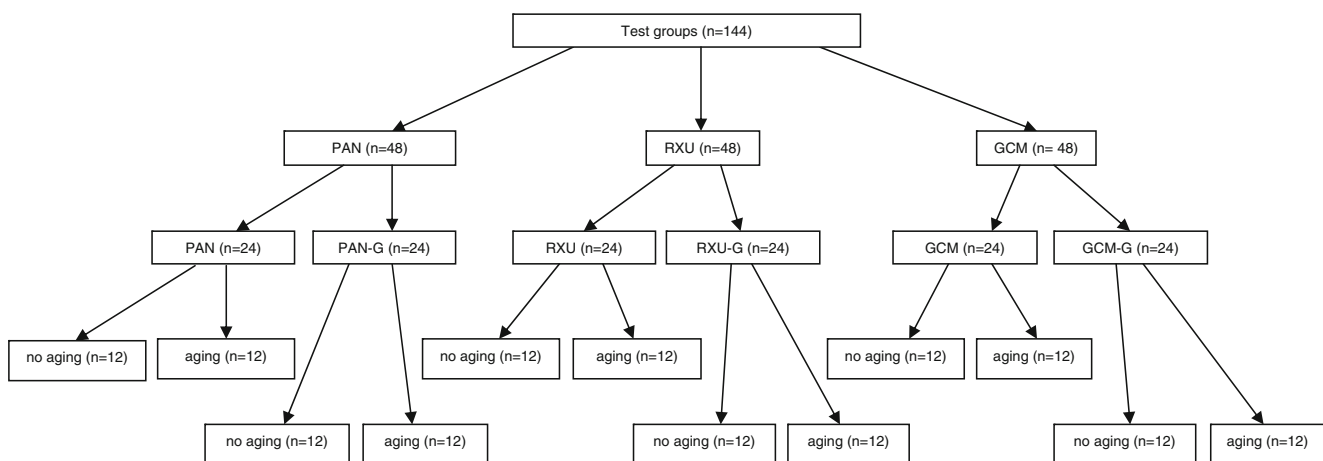 Test groups (n=144)
PAN (n=48)
RXU (n=48)
GCM (n= 48)
PAN (n=24)
PAN-G (n=24)
RXU (n=24)
RXU-G (n=24)
GCM (n=24)
GCM-G (n=24)
no aging (n=12)
aging (n=12)
no aging (n=12)
aging (n=12)
no aging (n=12)
aging (n=12)
no aging (n=12)
aging (n=12)
no aging (n=12)
aging (n=12)
no aging (n=12)
aging (n=12)